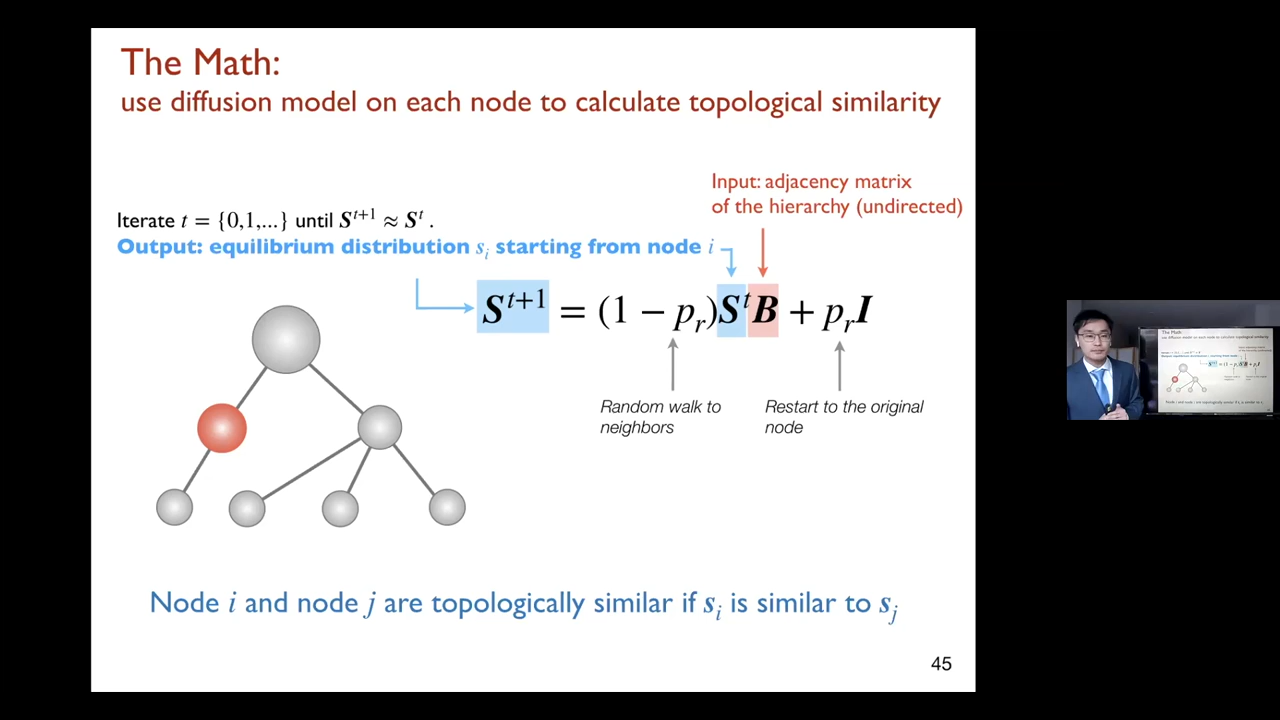 The Math:
use diffusion model on each node to calculate topological similarity
Input: adjacency matrix
of the hierarchy (undirected)
Iterate t = {0,1,...} until S^{t+1} ≈ S^t .
Output: equilibrium distribution s_i starting from node i
S^{t+1} = (1 − p_r)S^t B + p_r I
Random walk to
neighbors
Restart to the original
node
Node i and node j are topologically similar if s_i is similar to s_j
45